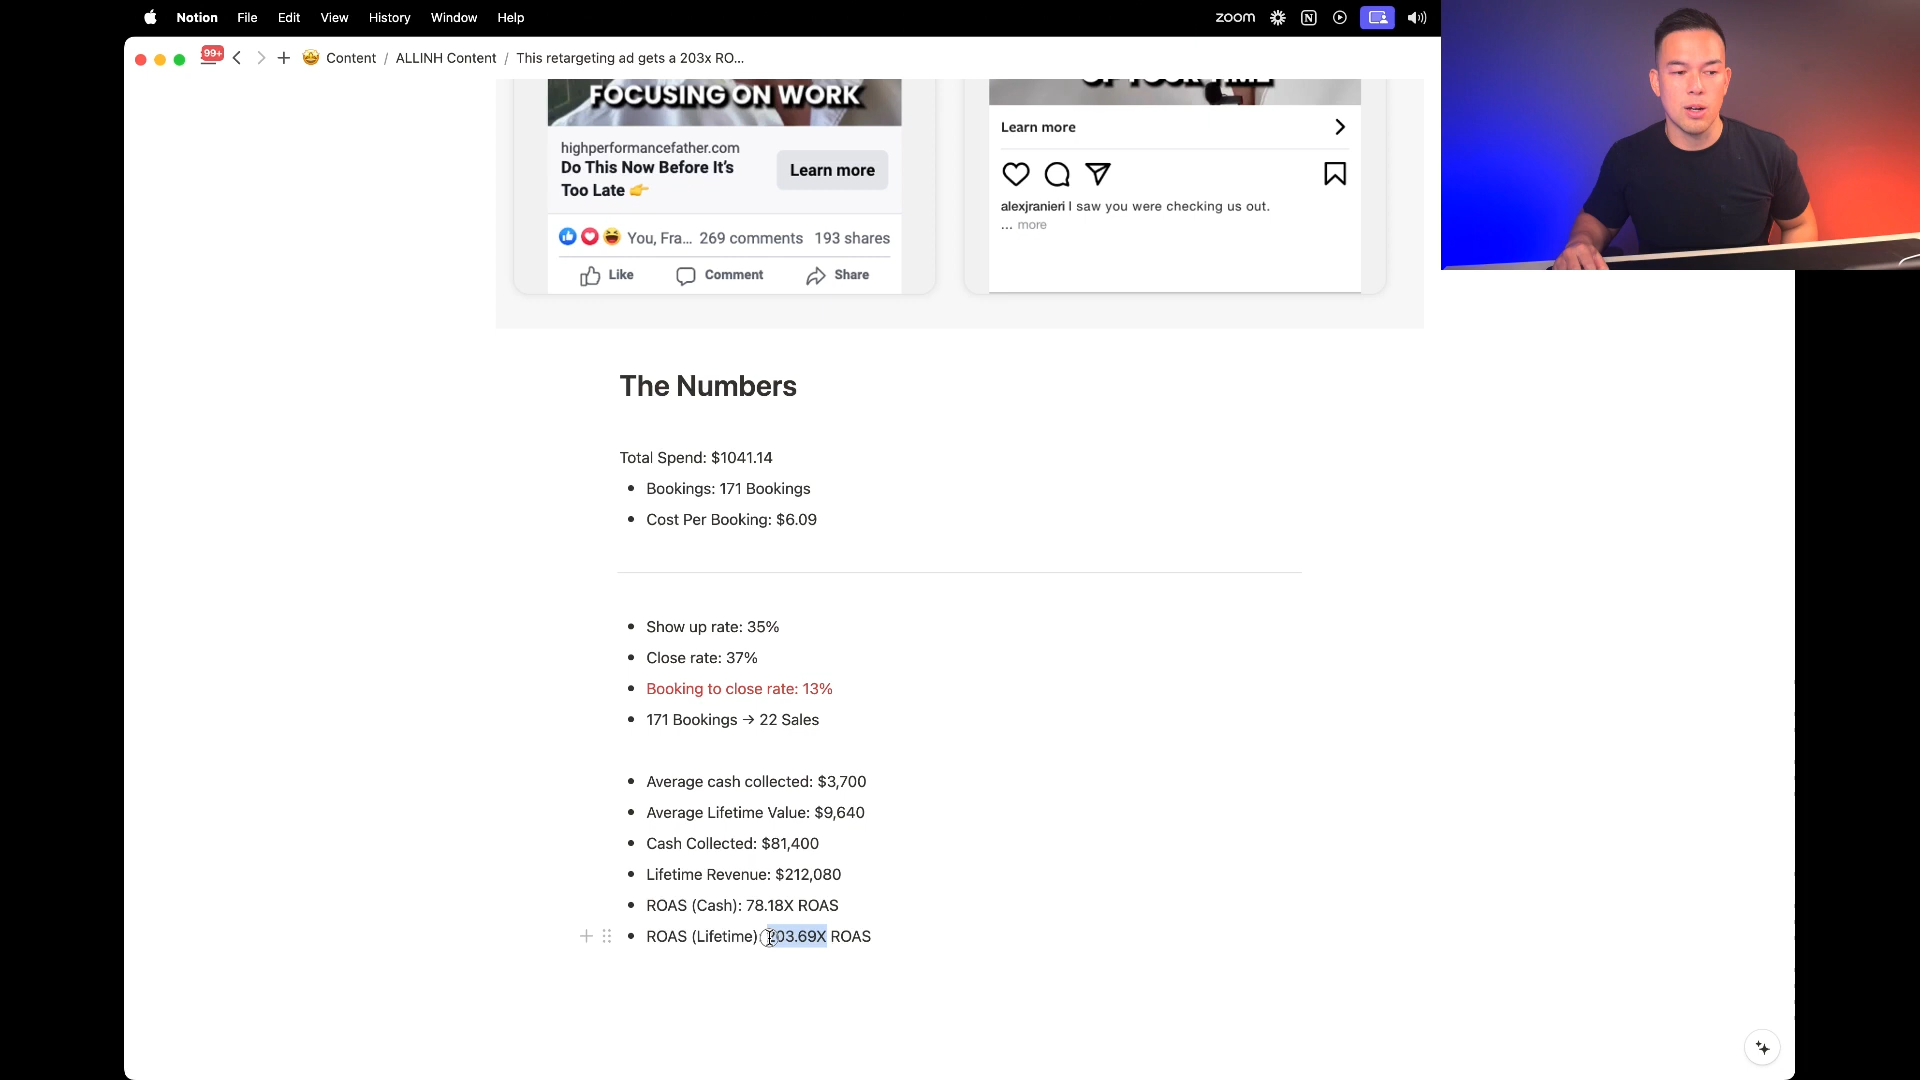 Notion File Edit View History Window Help zoom
99+ Content / ALLINH Content / This retargeting ad gets a 203x RO...
FOCUSING ON WORK
highperformancefather.com
Do This Now Before It's
Too Late 👉
Learn more
You, Fra... 269 comments 193 shares
Like Comment Share
OF YOUR TIME
Learn more
alexjranieri I saw you were checking us out.
... more
The Numbers
Total Spend: $1041.14
• Bookings: 171 Bookings
• Cost Per Booking: $6.09
• Show up rate: 35%
• Close rate: 37%
• Booking to close rate: 13%
• 171 Bookings → 22 Sales
• Average cash collected: $3,700
• Average Lifetime Value: $9,640
• Cash Collected: $81,400
• Lifetime Revenue: $212,080
• ROAS (Cash): 78.18X ROAS
• ROAS (Lifetime): 203.69X ROAS